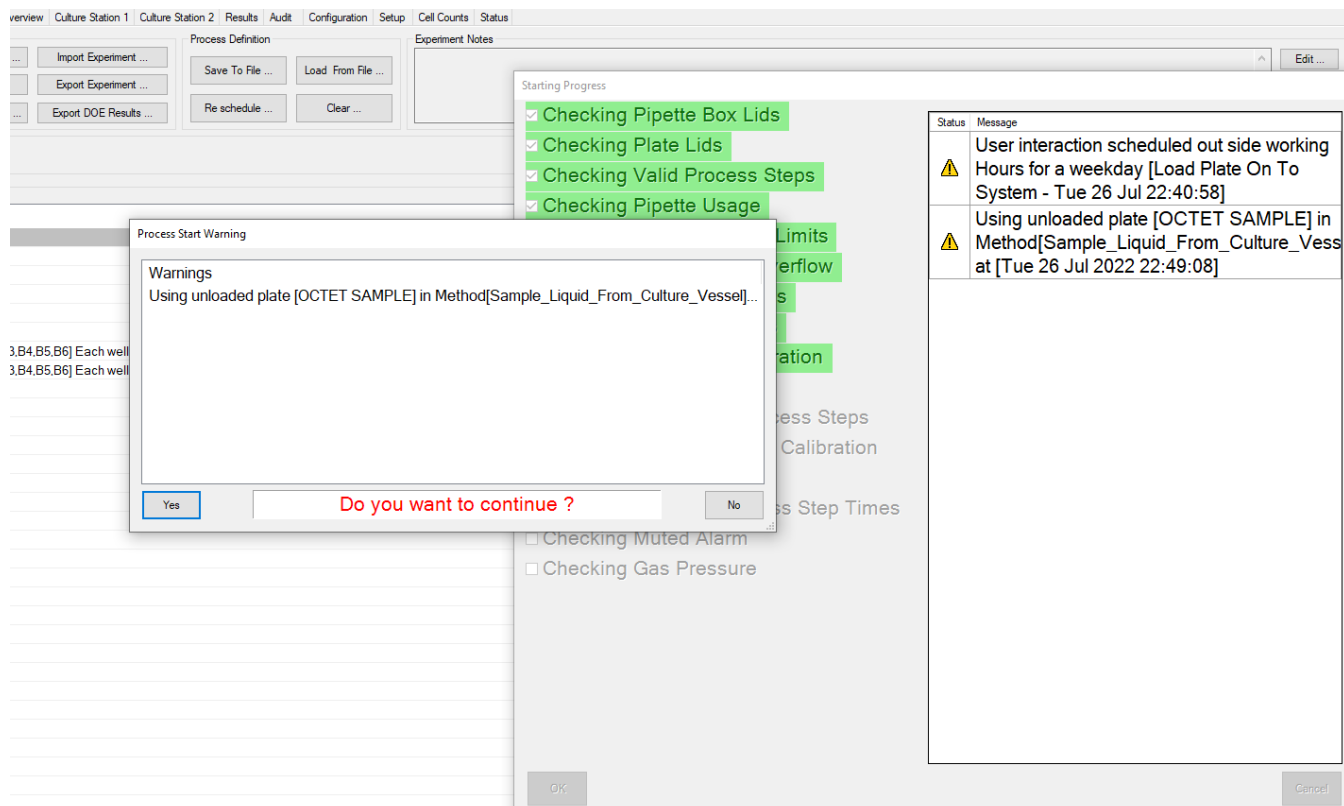 verview Culture Station 1 Culture Station 2 Results Audit Configuration Setup Cell Counts Status
Process Definition
Experiment Notes
...
Import Experiment ...
Save To File ...
Load From File ...
Edit ...
Export Experiment ...
...
Export DOE Results ...
Re schedule ...
Clear ...
Starting Progress
Checking Pipette Box Lids
Checking Plate Lids
Checking Valid Process Steps
Checking Pipette Usage
Limits
erflow
s
ration
cess Steps
Calibration
ss Step Times
Checking Muted Alarm
Checking Gas Pressure
Status Message
User interaction scheduled out side working
Hours for a weekday [Load Plate On To
System - Tue 26 Jul 22:40:58]
Using unloaded plate [OCTET SAMPLE] in
Method[Sample_Liquid_From_Culture_Vess
at [Tue 26 Jul 2022 22:49:08]
Process Start Warning
Warnings
Using unloaded plate [OCTET SAMPLE] in Method[Sample_Liquid_From_Culture_Vessel]...
Yes
Do you want to continue ?
No
3,B4,B5,B6] Each well
3,B4,B5,B6] Each well
OK
Cancel